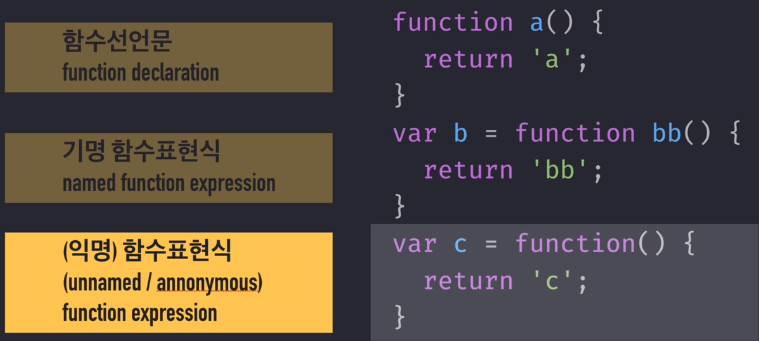 함수선언문
function declaration
기명 함수표현식
named function expression
(익명) 함수표현식
(unnamed / annonymous)
function expression
function a() {
  return 'a';
}
var b = function bb() {
  return 'bb';
}
var c = function() {
  return 'c';
}